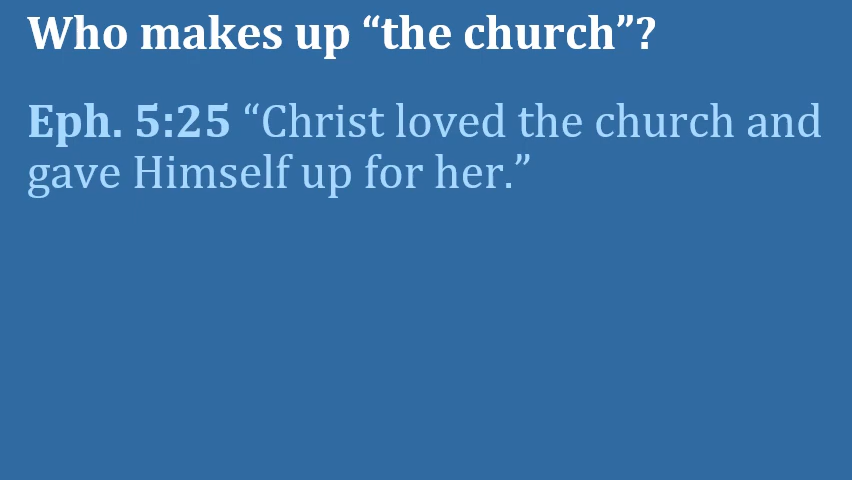 Who makes up “the church”?
Eph. 5:25 “Christ loved the church and
gave Himself up for her.”